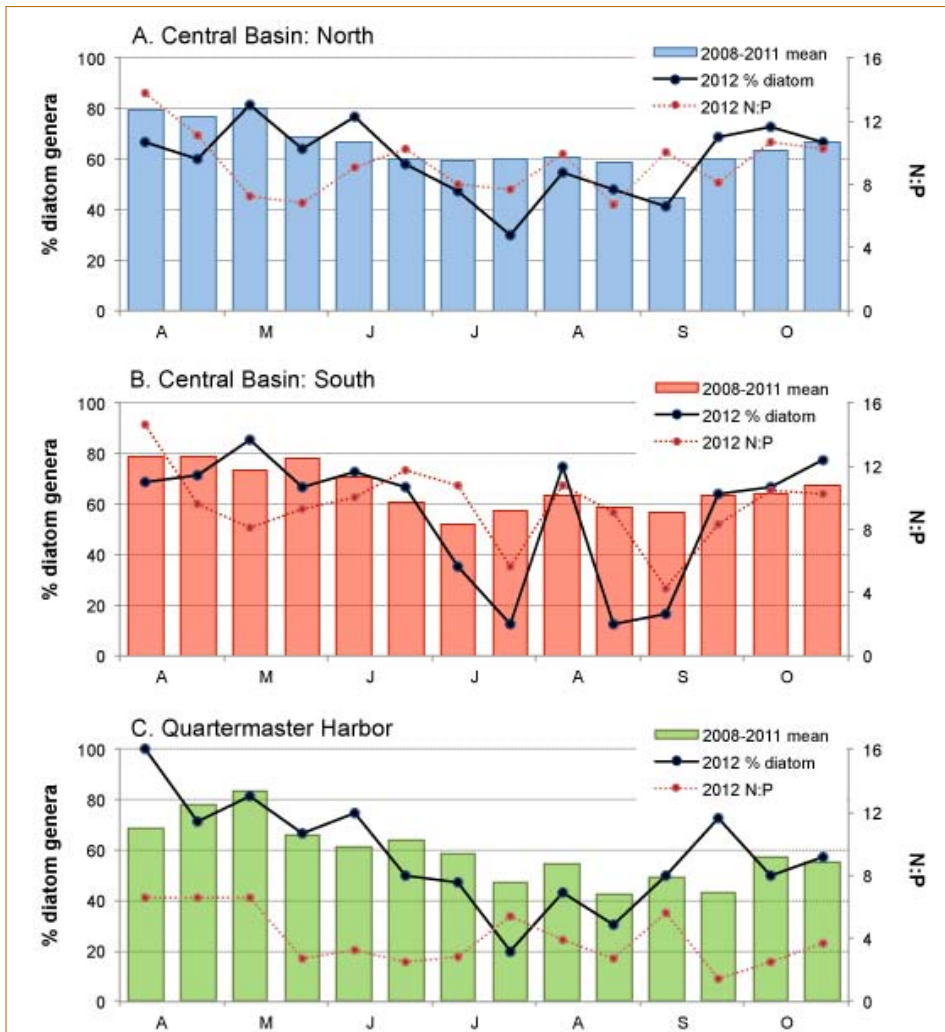 A. Central Basin: North
2008-2011 mean
2012 % diatom
2012 N:P
% diatom genera
100
80
60
40
20
0
16
12
8
4
0
N:P
A M J J A S O
B. Central Basin: South
2008-2011 mean
2012 % diatom
2012 N:P
% diatom genera
100
80
60
40
20
0
16
12
8
4
0
N:P
A M J J A S O
C. Quartermaster Harbor
2008-2011 mean
2012 % diatom
2012 N:P
% diatom genera
100
80
60
40
20
0
16
12
8
4
0
N:P
A M J J A S O